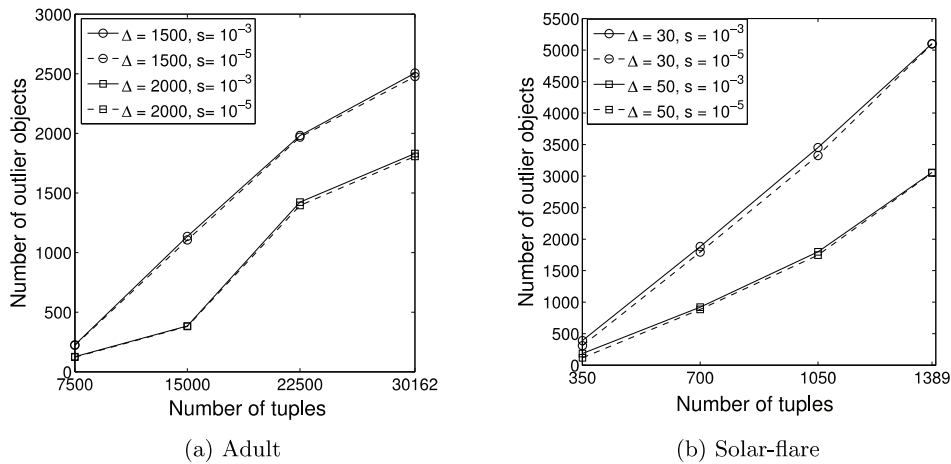 3000
2500
2000
1500
1000
500
0
Number of outlier objects
Δ = 1500, s= 10⁻³
Δ = 1500, s= 10⁻⁵
Δ = 2000, s= 10⁻³
Δ = 2000, s= 10⁻⁵
7500 15000 22500 30162
Number of tuples
(a) Adult
5500
5000
4500
4000
3500
3000
2500
2000
1500
1000
500
0
Number of outlier objects
Δ = 30, s = 10⁻³
Δ = 30, s = 10⁻⁵
Δ = 50, s = 10⁻³
Δ = 50, s = 10⁻⁵
350 700 1050 1389
Number of tuples
(b) Solar-flare